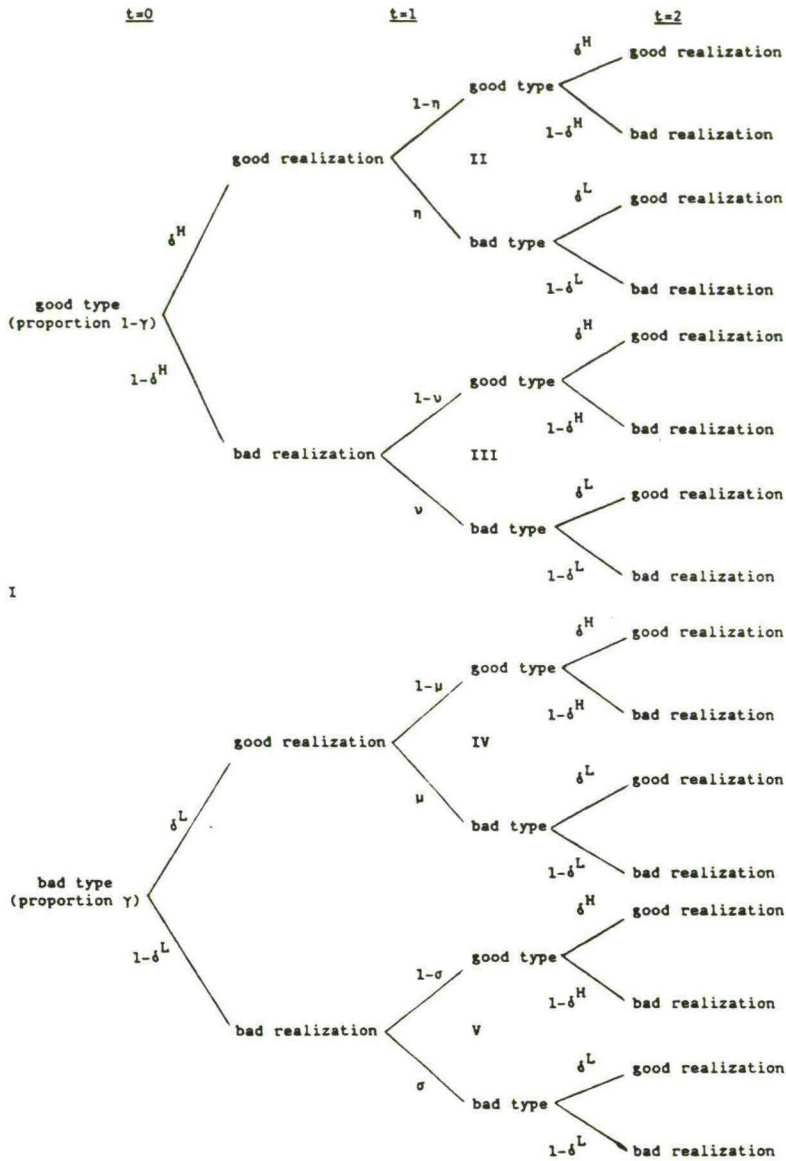 t=0 t=1 t=2
δ^H good realization
good type
1-η 1-δ^H bad realization
good realization II
η δ^L good realization
bad type
δ^H 1-δ^L bad realization
good type
(proportion 1-γ)
δ^H good realization
1-δ^H good type
1-ν 1-δ^H bad realization
bad realization III
ν δ^L good realization
bad type
1-δ^L bad realization
I
δ^H good realization
good type
1-μ 1-δ^H bad realization
good realization IV
μ δ^L good realization
δ^L bad type
1-δ^L bad realization
bad type
(proportion γ)
δ^H good realization
1-δ^L good type
1-σ 1-δ^H bad realization
bad realization V
σ δ^L good realization
bad type
1-δ^L bad realization